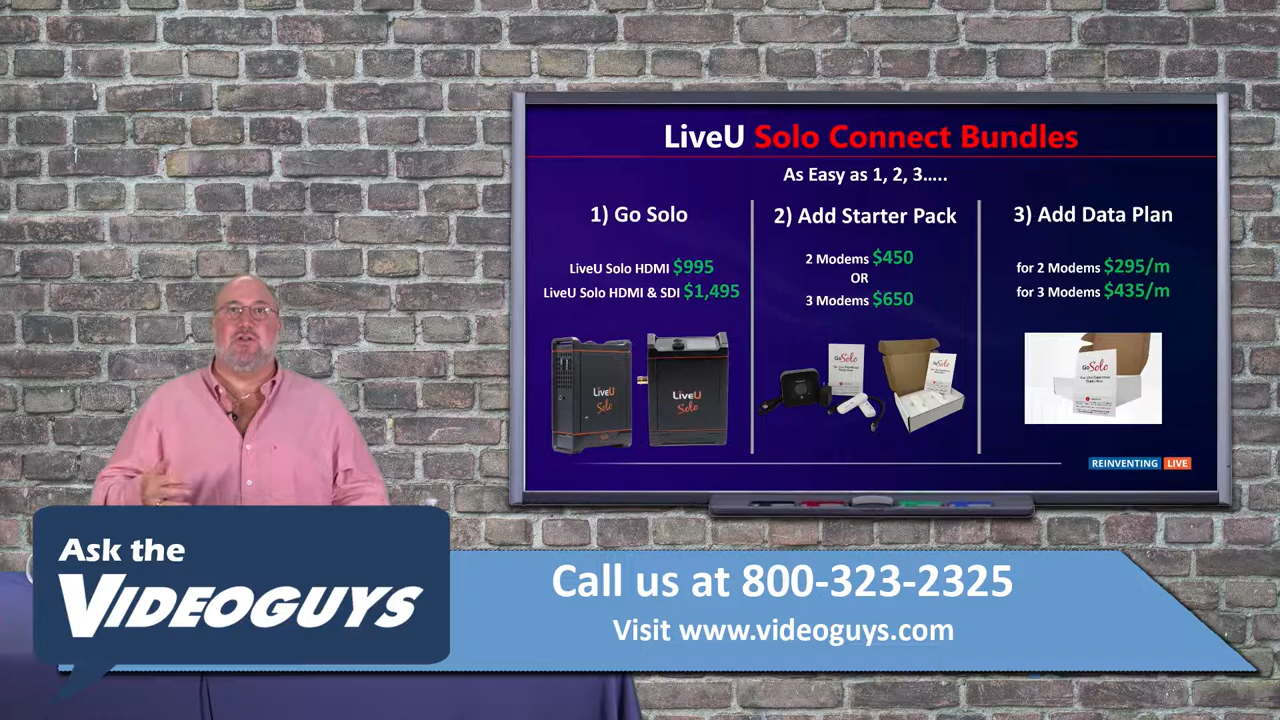 LiveU Solo Connect Bundles
As Easy as 1, 2, 3.....
1) Go Solo
LiveU Solo HDMI $995
LiveU Solo HDMI & SDI $1,495
LiveU
Solo
LiveU
Solo
2) Add Starter Pack
2 Modems $450
OR
3 Modems $650
GoSolo
GoSolo
3) Add Data Plan
for 2 Modems $295/m
for 3 Modems $435/m
GoSolo
REINVENTING LIVE
Ask the
VIDEOGUYS
Call us at 800-323-2325
Visit www.videoguys.com